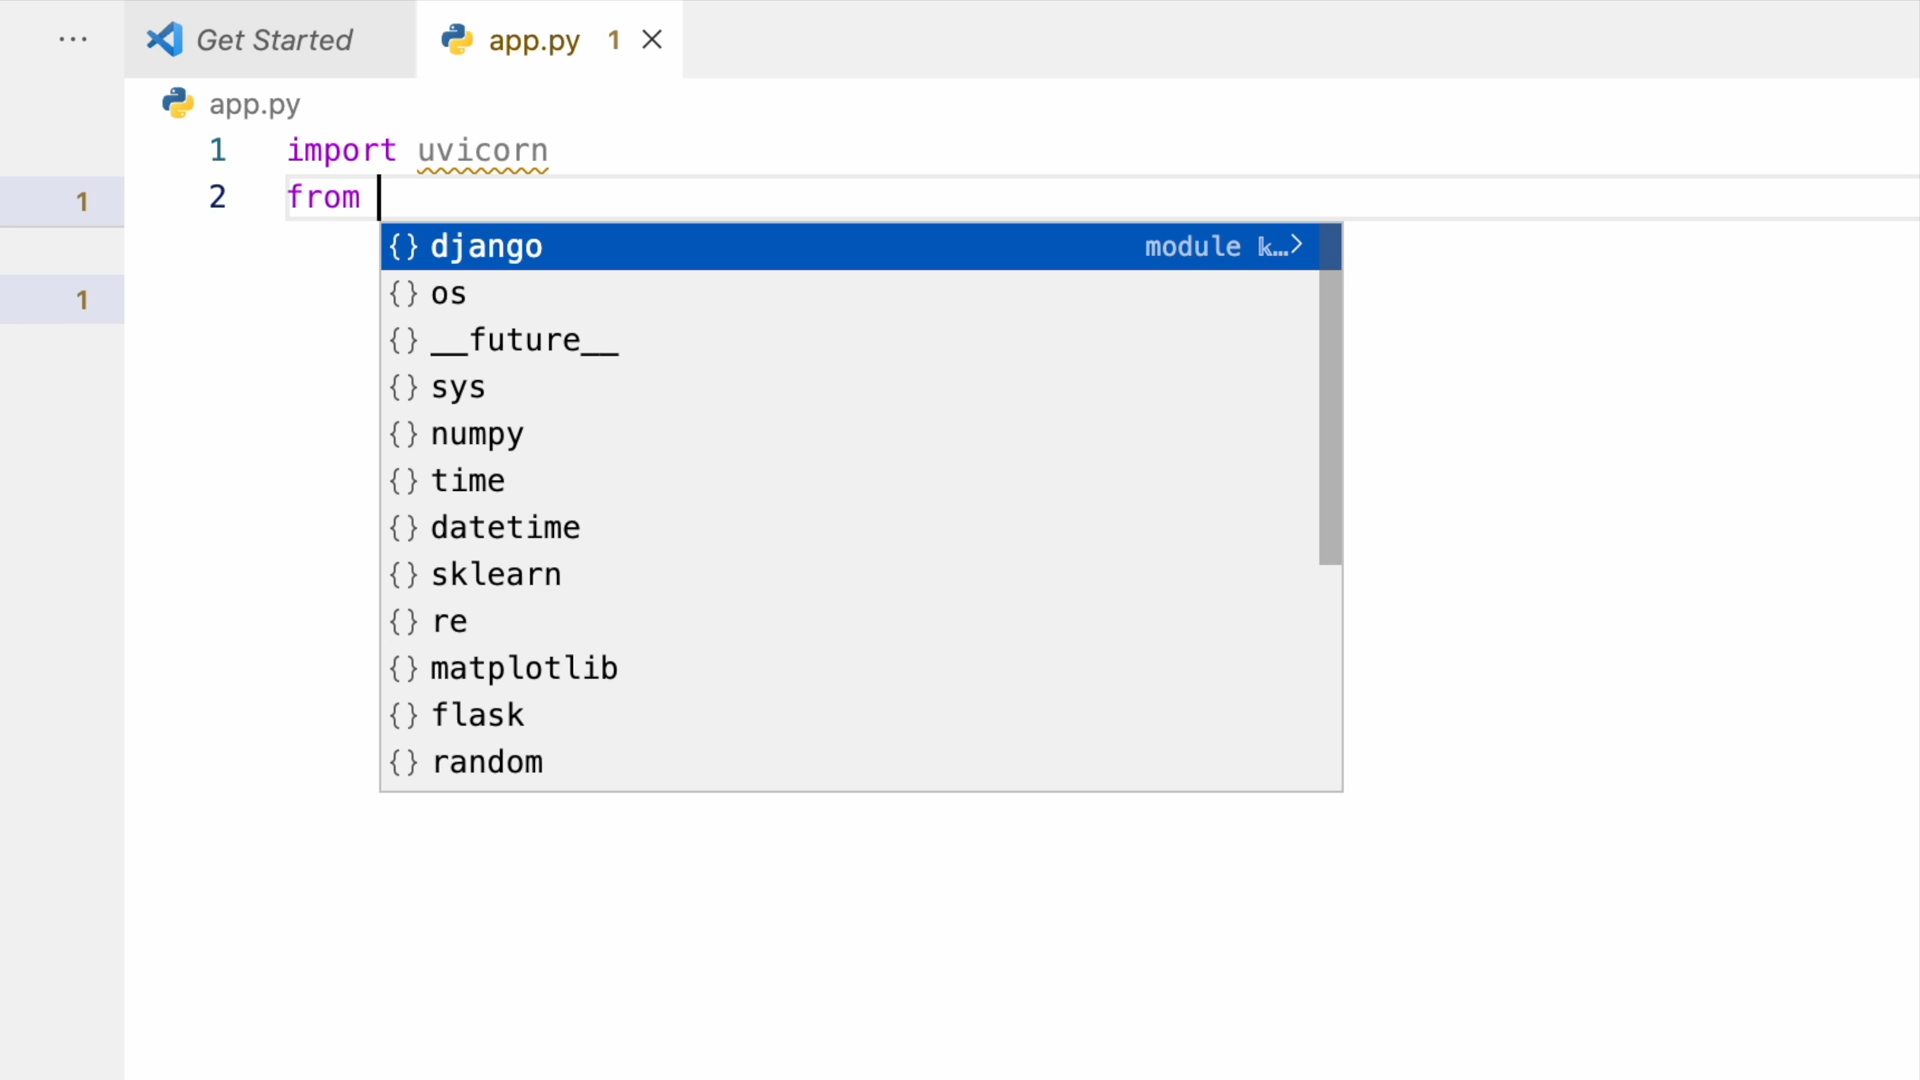 ... Get Started app.py 1
app.py
1 import uvicorn
2 from
1
1
{} django module k...>
{} os
{} __future__
{} sys
{} numpy
{} time
{} datetime
{} sklearn
{} re
{} matplotlib
{} flask
{} random